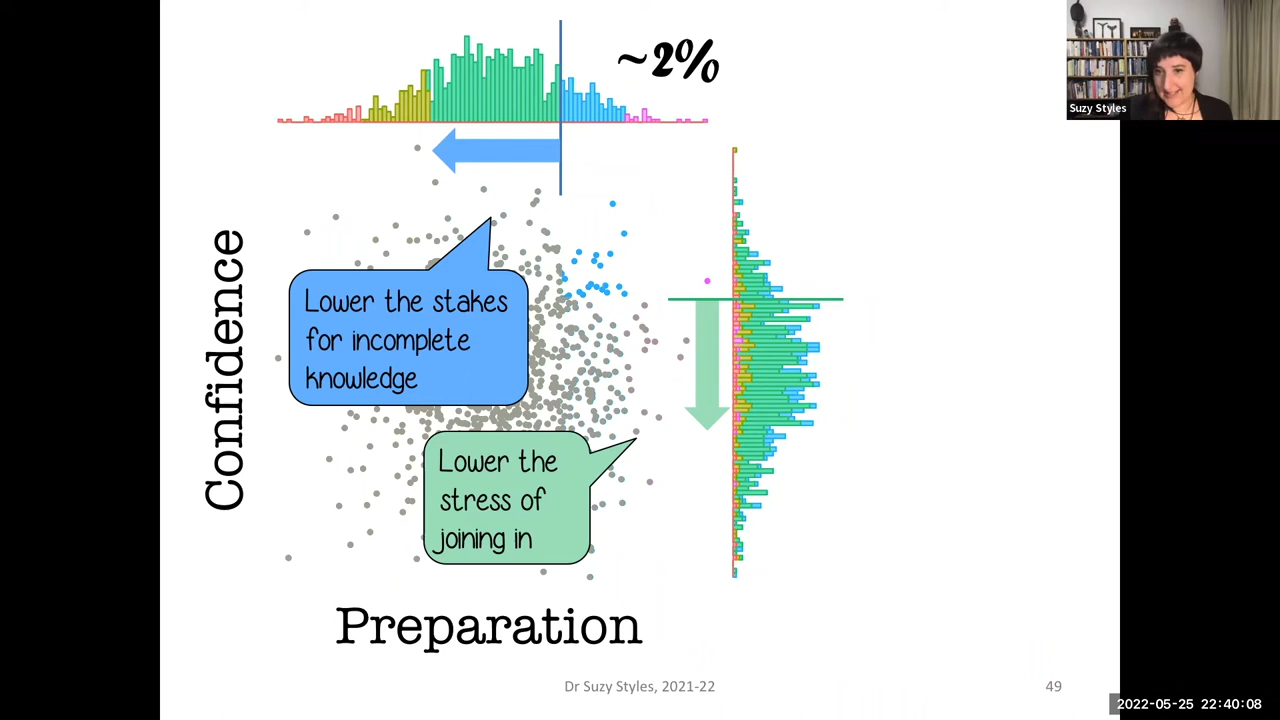 ~2%
Suzy Styles
Confidence
Lower the stakes
for incomplete
knowledge
Lower the
stress of
joining in
Preparation
Dr Suzy Styles, 2021-22
49
2022-05-25 22:40:08